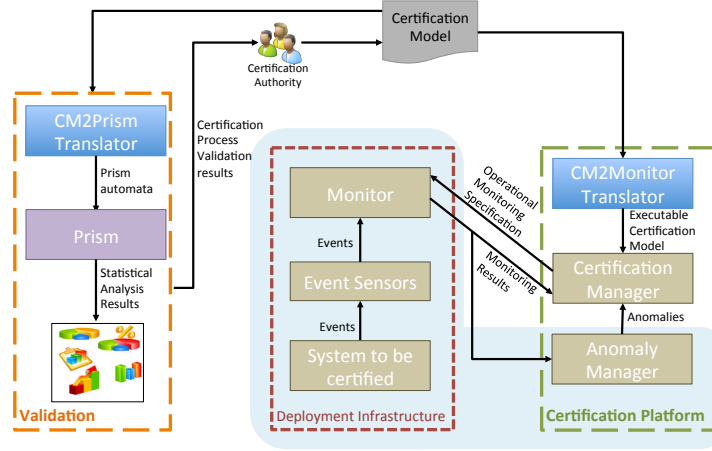 Certification
Model
Certification
Authority
CM2Prism
Translator
Prism
automata
Prism
Statistical
Analysis
Results
Validation
Certification
Process
Validation
results
Monitor
Events
Event Sensors
Events
System to be
certified
Deployment Infrastructure
Operational
Monitoring
Specification
Monitoring
Results
CM2Monitor
Translator
Executable
Certification
Model
Certification
Manager
Anomalies
Anomaly
Manager
Certification Platform